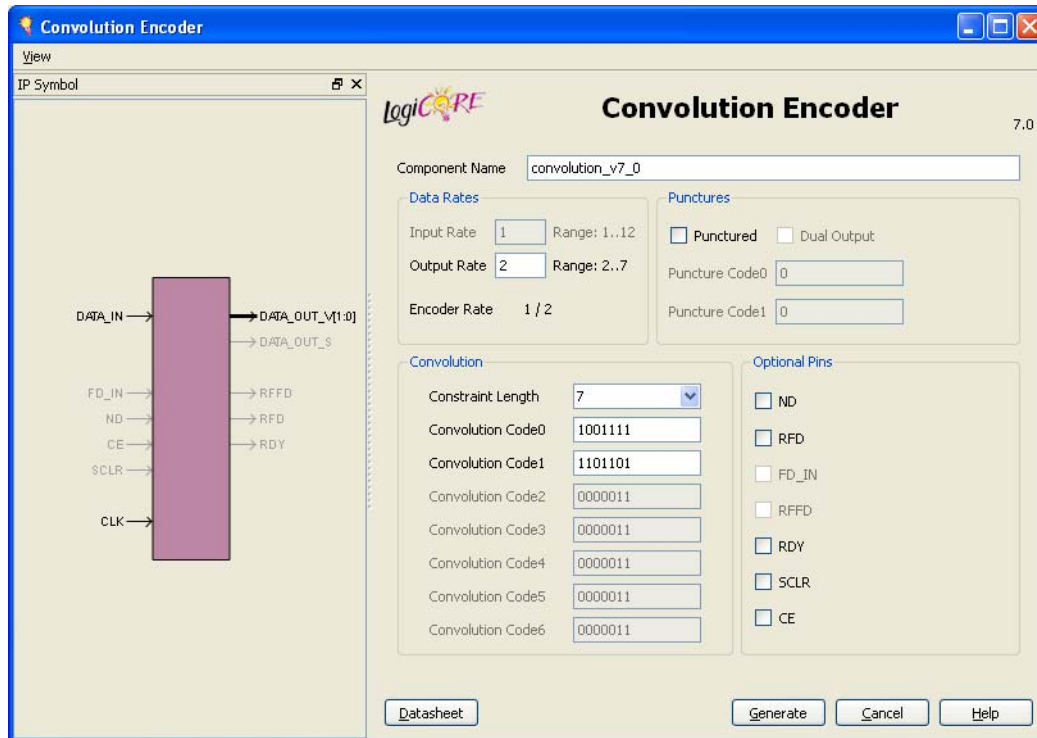 Convolution Encoder
View
IP Symbol
DATA_IN
FD_IN
ND
CE
SCLR
CLK
DATA_OUT_V[1:0]
DATA_OUT_S
RFFD
RFD
RDY
LogiCORE
Convolution Encoder
7.0
Component Name convolution_v7_0
Data Rates
Input Rate 1 Range: 1..12
Output Rate 2 Range: 2..7
Encoder Rate 1 / 2
Punctures
Punctured Dual Output
Puncture Code0 0
Puncture Code1 0
Convolution
Constraint Length 7
Convolution Code0 1001111
Convolution Code1 1101101
Convolution Code2 0000011
Convolution Code3 0000011
Convolution Code4 0000011
Convolution Code5 0000011
Convolution Code6 0000011
Optional Pins
ND
RFD
FD_IN
RFFD
RDY
SCLR
CE
Datasheet
Generate
Cancel
Help